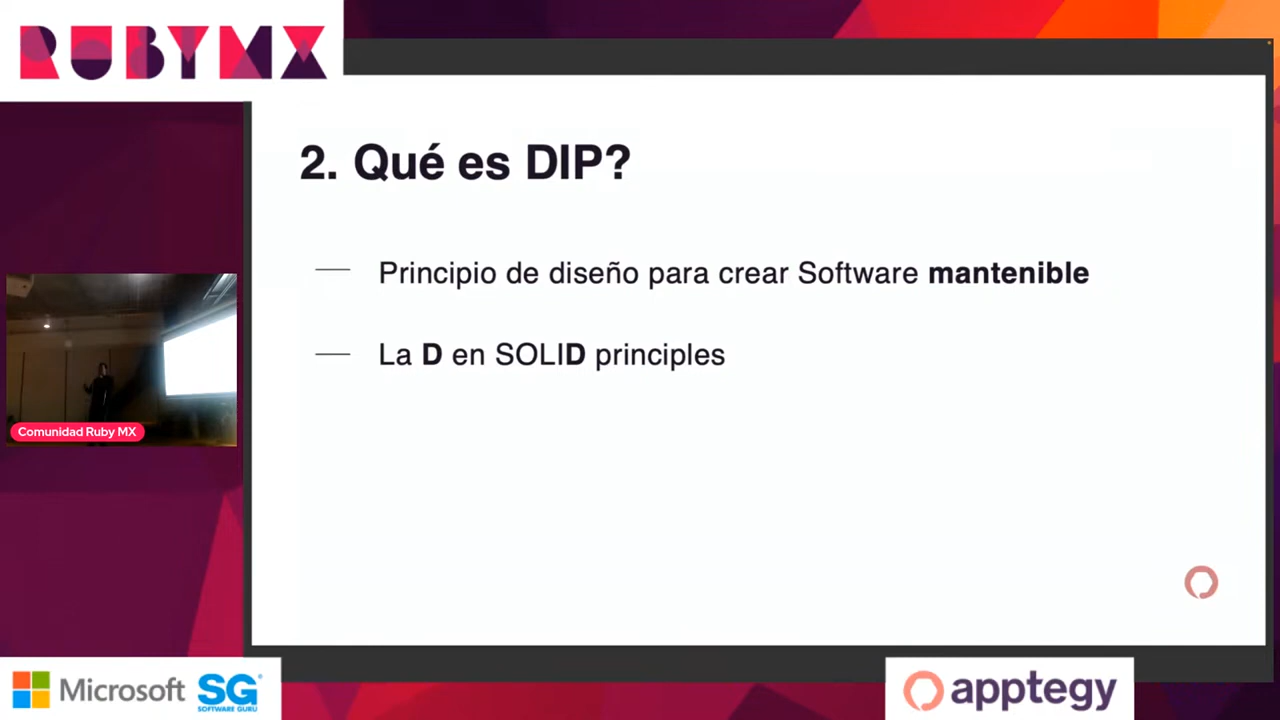 RUBYMX
2. Qué es DIP?
Principio de diseño para crear Software mantenible
La D en SOLID principles
Comunidad Ruby MX
Microsoft
SG
SOFTWARE GURU
apptegy